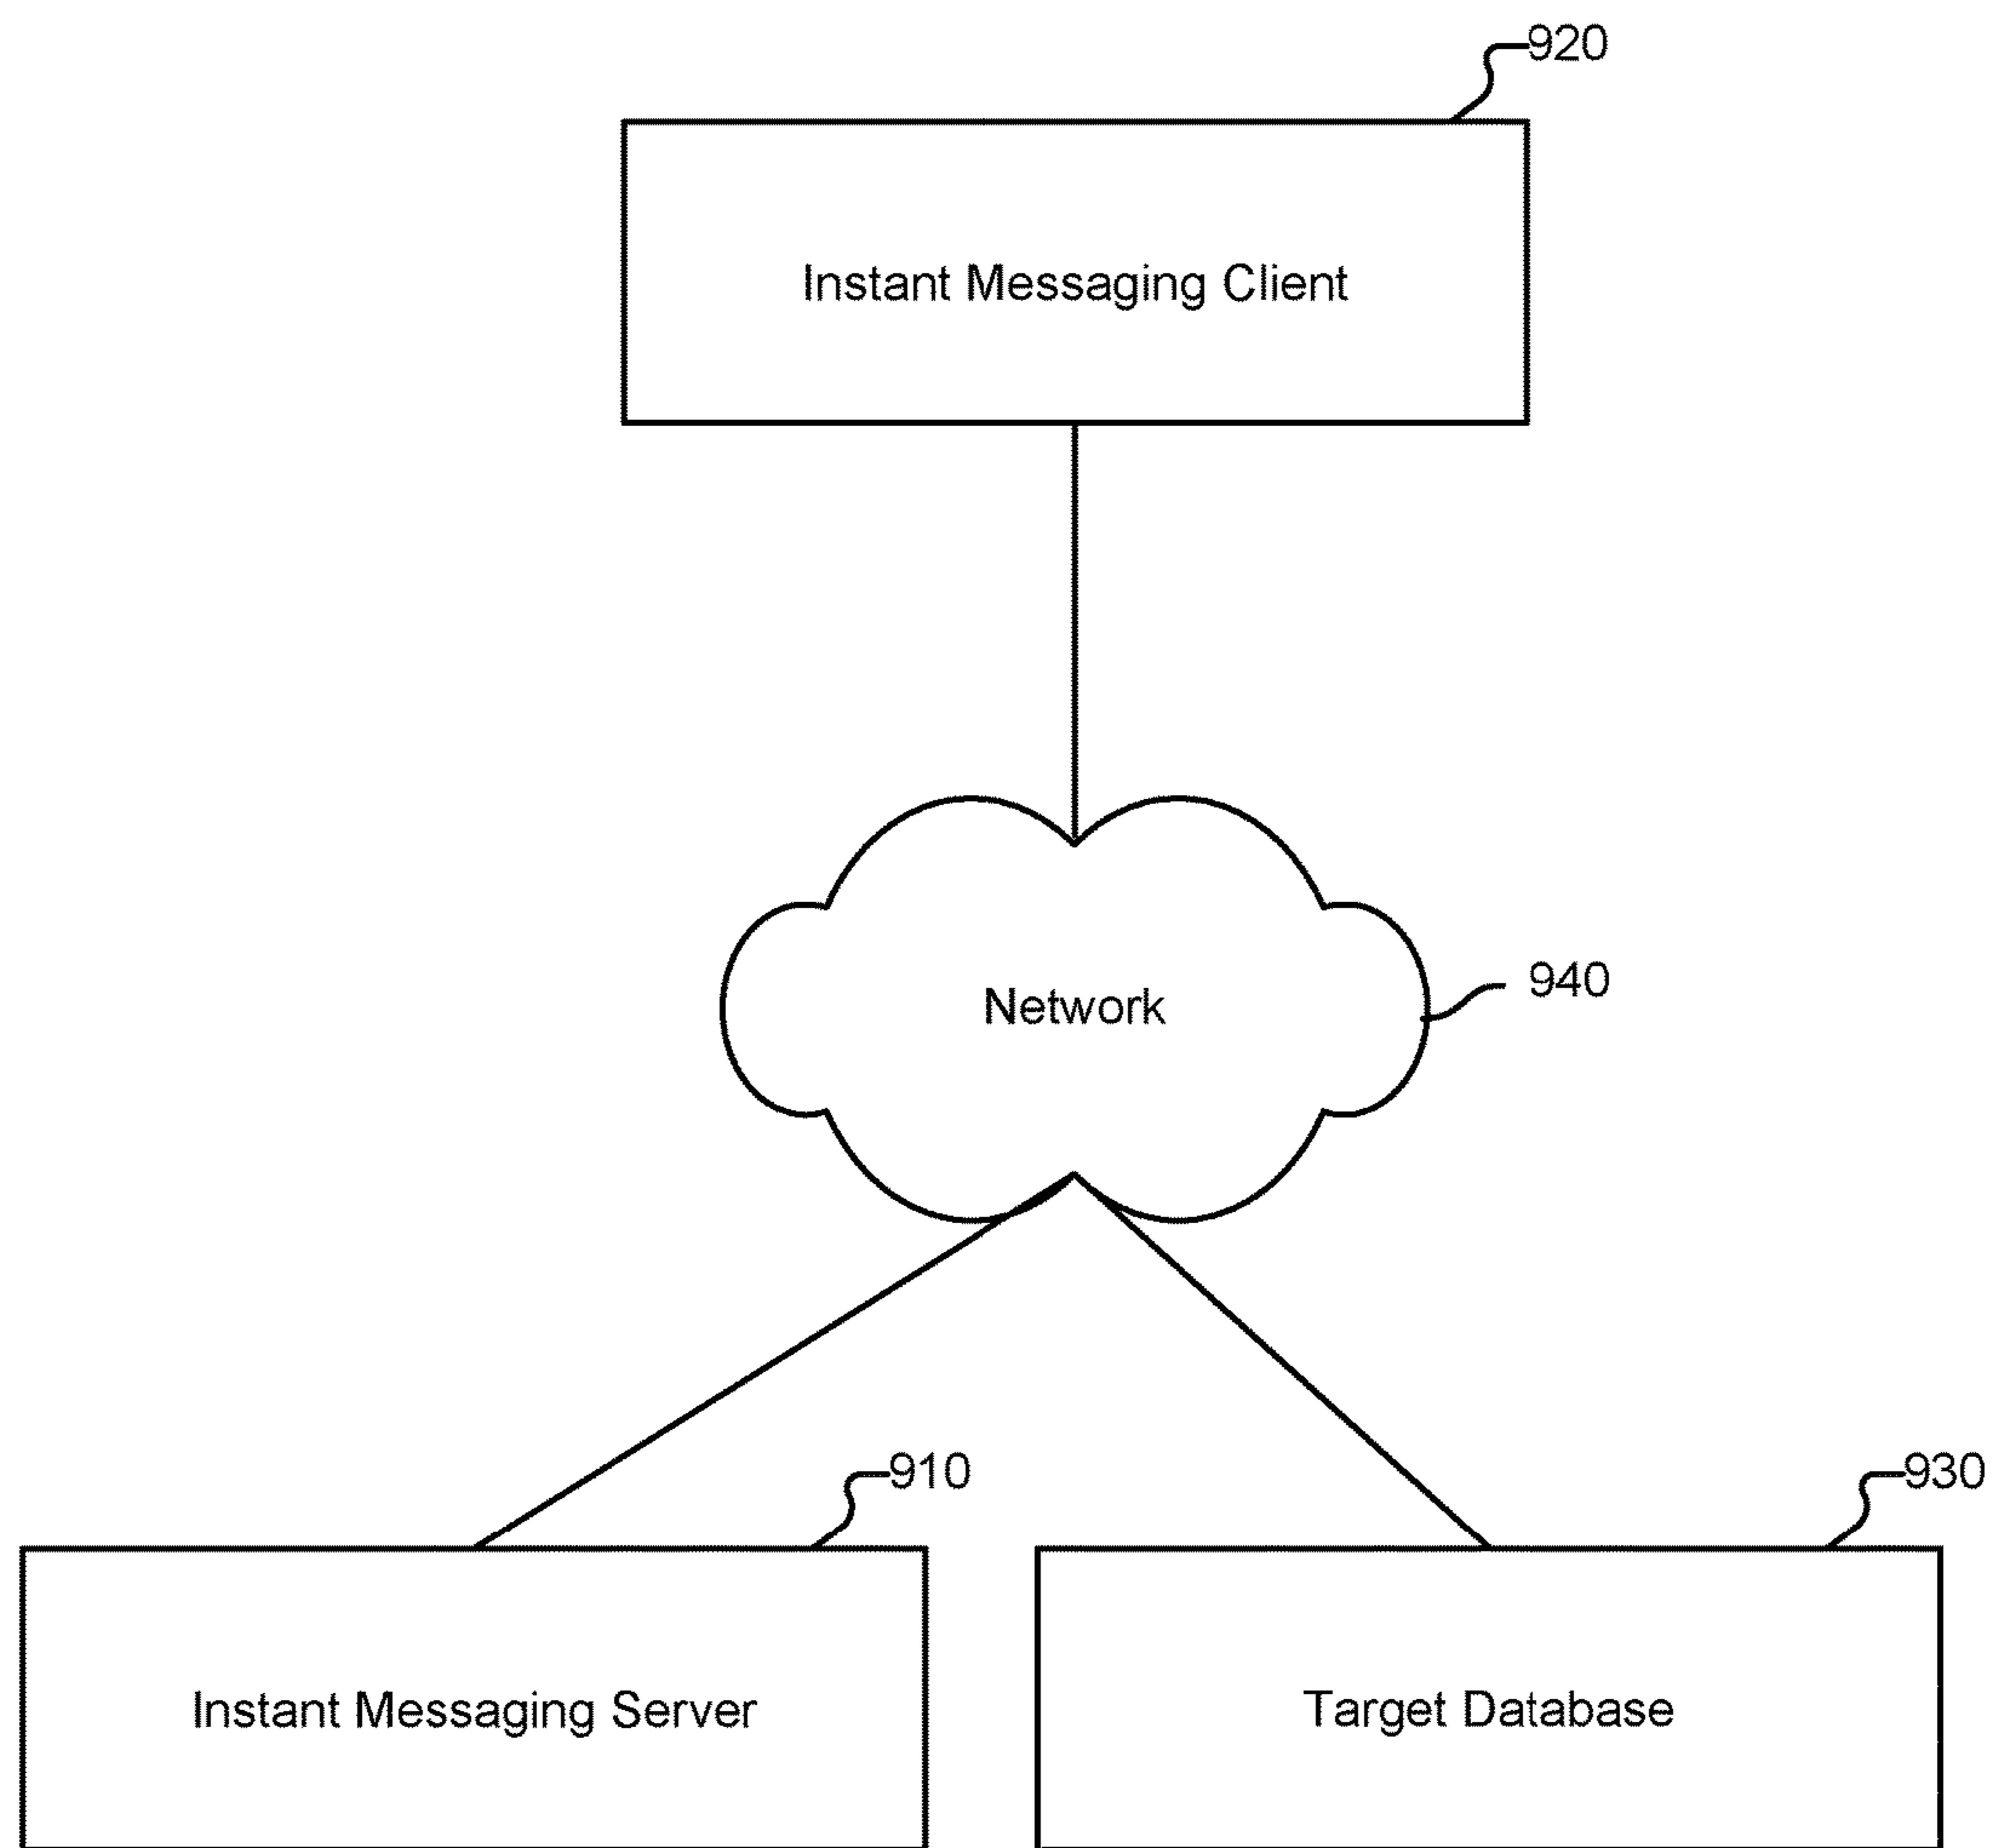 920
Instant Messaging Client
Network
940
910
930
Instant Messaging Server
Target Database